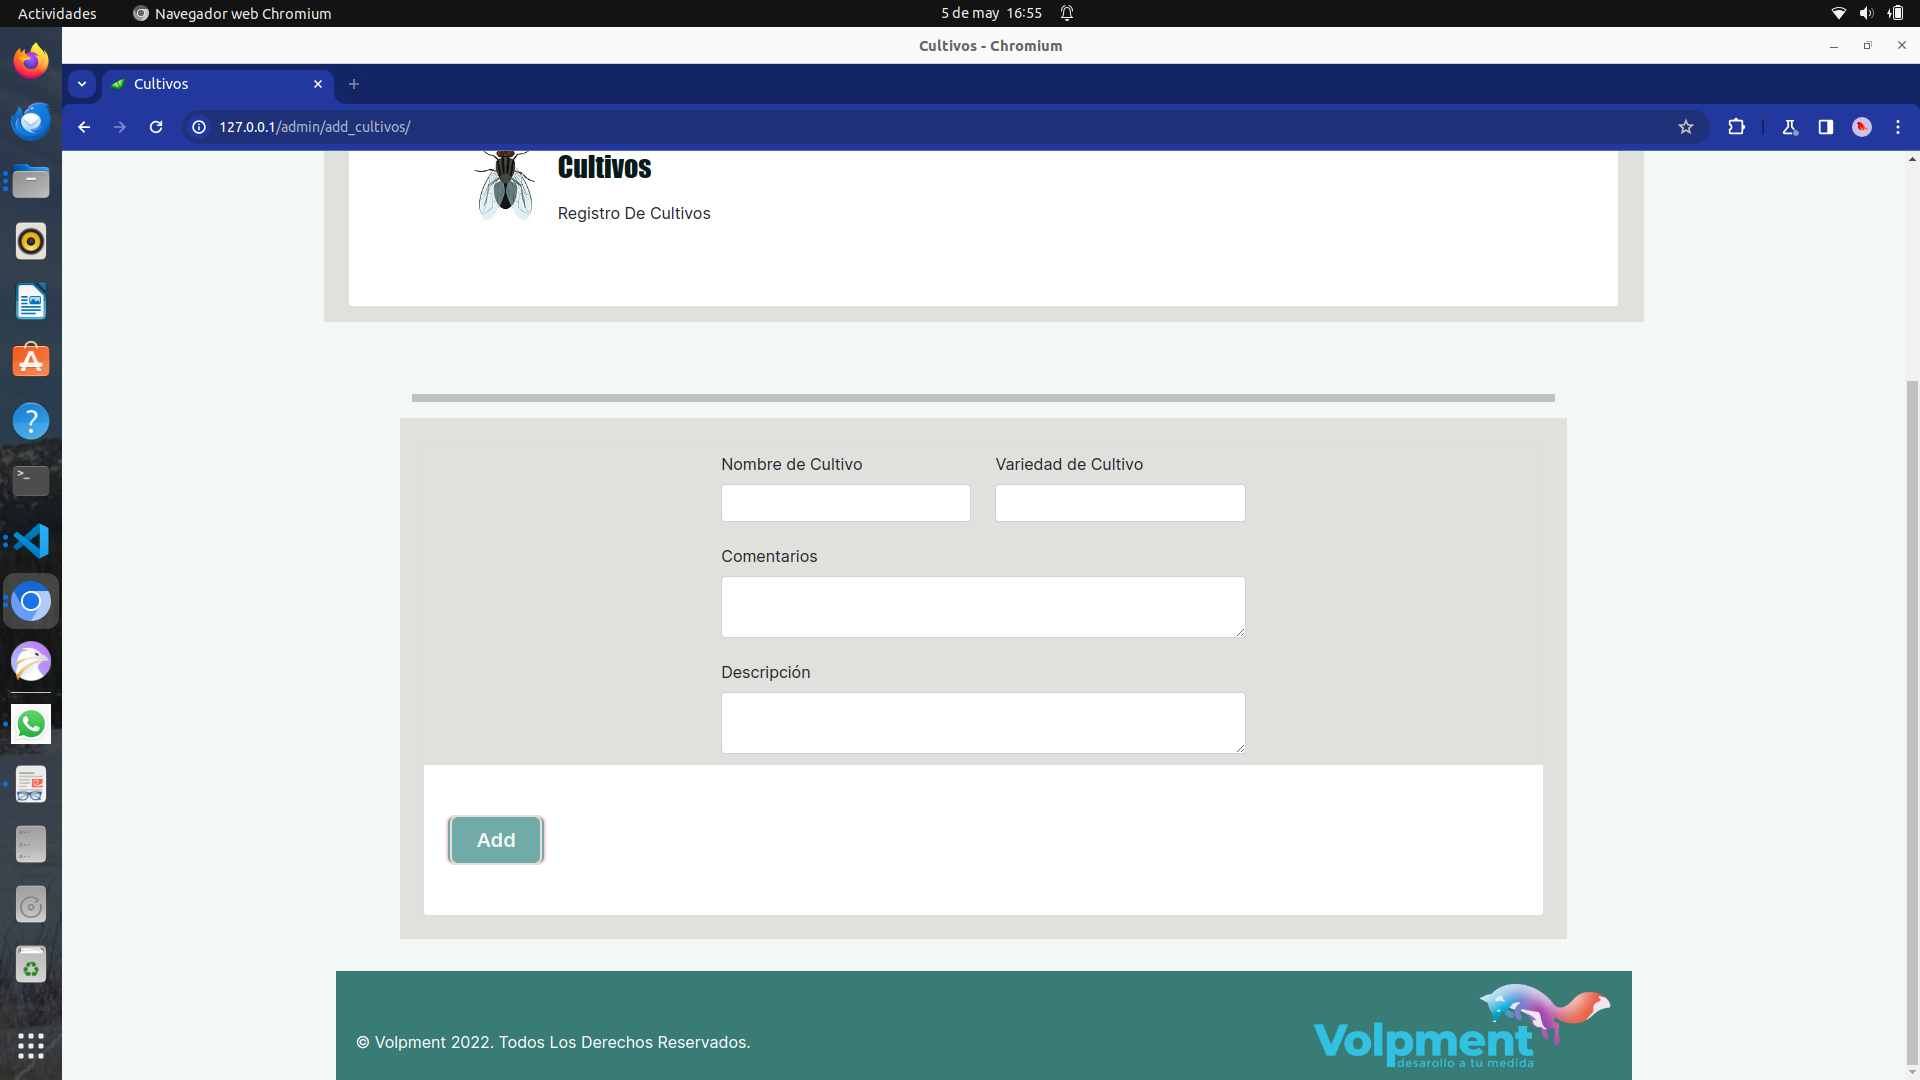 Actividades
Navegador web Chromium
5 de may 16:55
Cultivos - Chromium
Cultivos
127.0.0.1/admin/add_cultivos/
Cultivos
Registro De Cultivos
Nombre de Cultivo
Variedad de Cultivo
Comentarios
Descripción
Add
© Volpment 2022. Todos Los Derechos Reservados.
Volpment
desarollo a tu medida